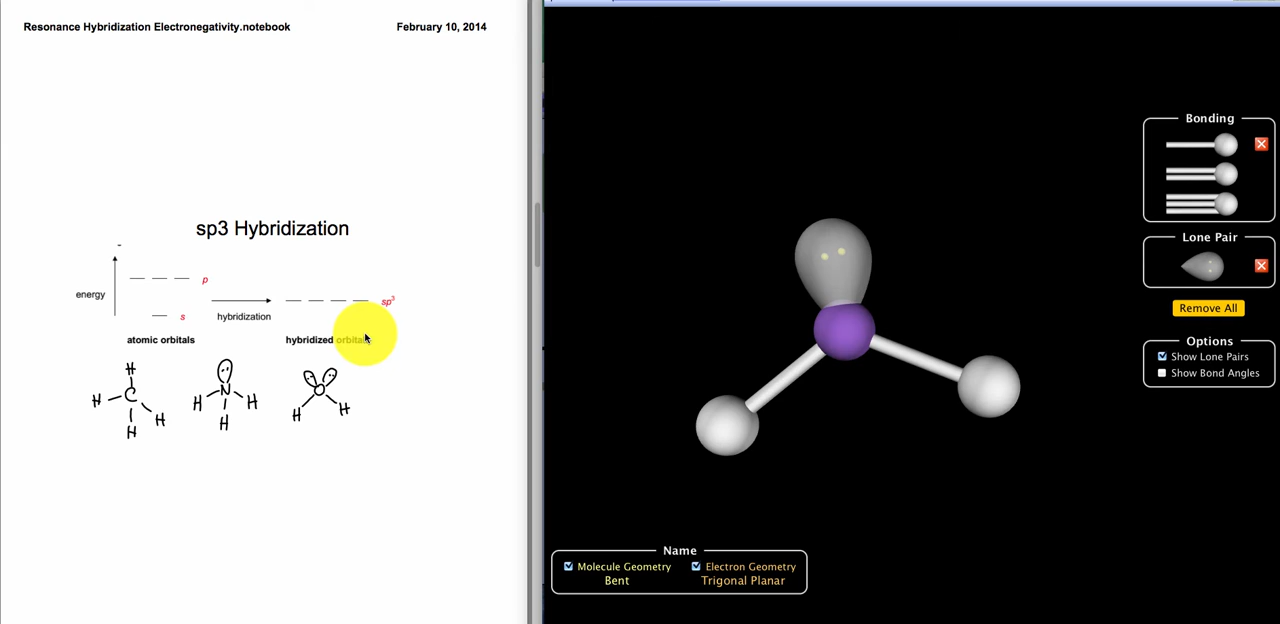 Resonance Hybridization Electronegativity.notebook
February 10, 2014
sp3 Hybridization
energy
p
s
hybridization
sp³
atomic orbitals
hybridized orbitals
H
H C H
H
N
H H
H
O
H H
Bonding
Lone Pair
Remove All
Options
Show Lone Pairs
Show Bond Angles
Name
Molecule Geometry
Bent
Electron Geometry
Trigonal Planar